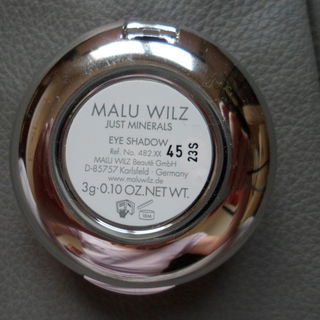 MALU WILZ
JUST MINERALS
EYE SHADOW
Ref. No. 482.XX 45 23S
MALU WILZ Beauté GmbH
D-85757 Karlsfeld · Germany
www.maluwilz.de
3g·0.10 OZ.NET WT.